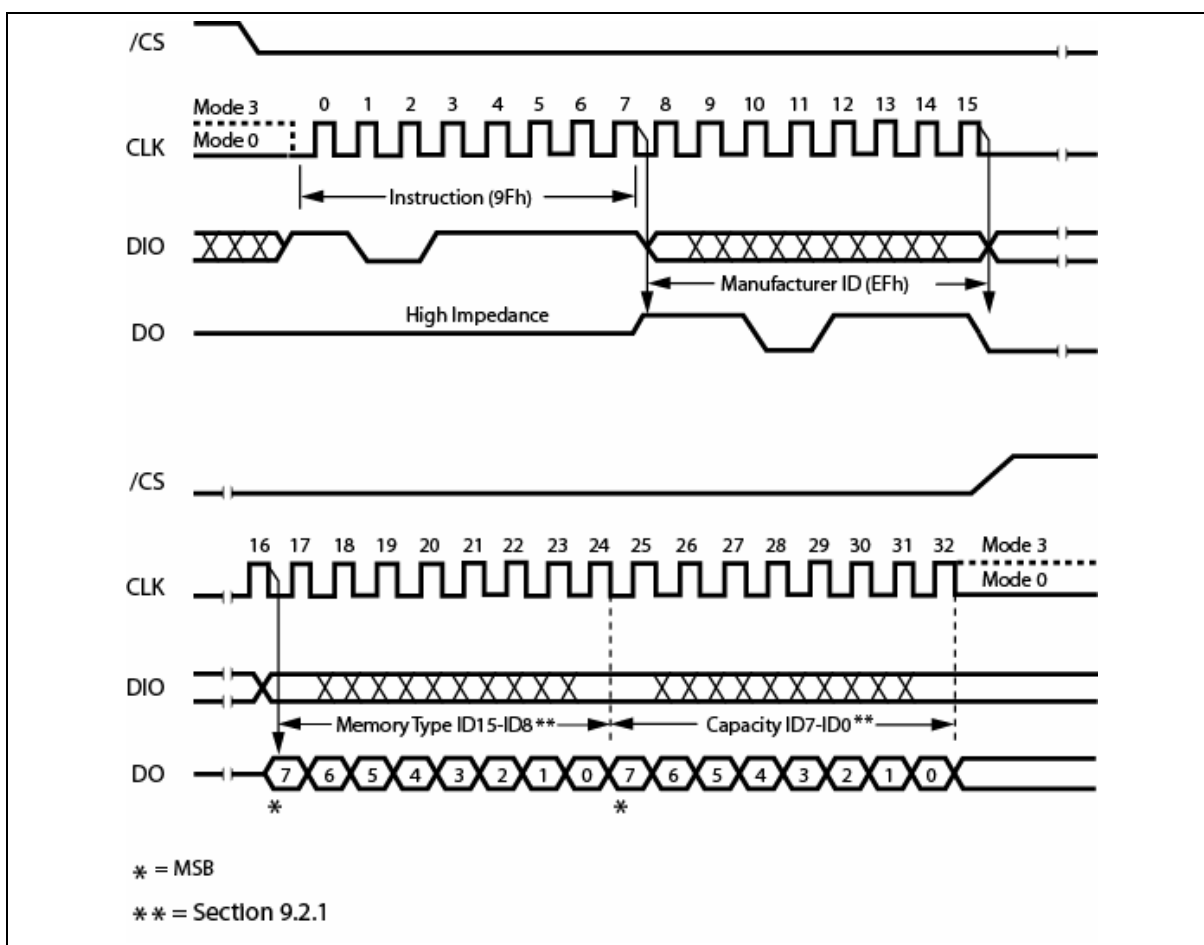 /CS
Mode 3
0 1 2 3 4 5 6 7 8 9 10 11 12 13 14 15
CLK
Mode 0
Instruction (9Fh)
DIO
Manufacturer ID (EFh)
High Impedance
DO
/CS
16 17 18 19 20 21 22 23 24 25 26 27 28 29 30 31 32
Mode 3
CLK
Mode 0
DIO
Memory Type ID15-ID8** Capacity ID7-ID0**
DO 7 6 5 4 3 2 1 0 7 6 5 4 3 2 1 0
* *
* = MSB
** = Section 9.2.1